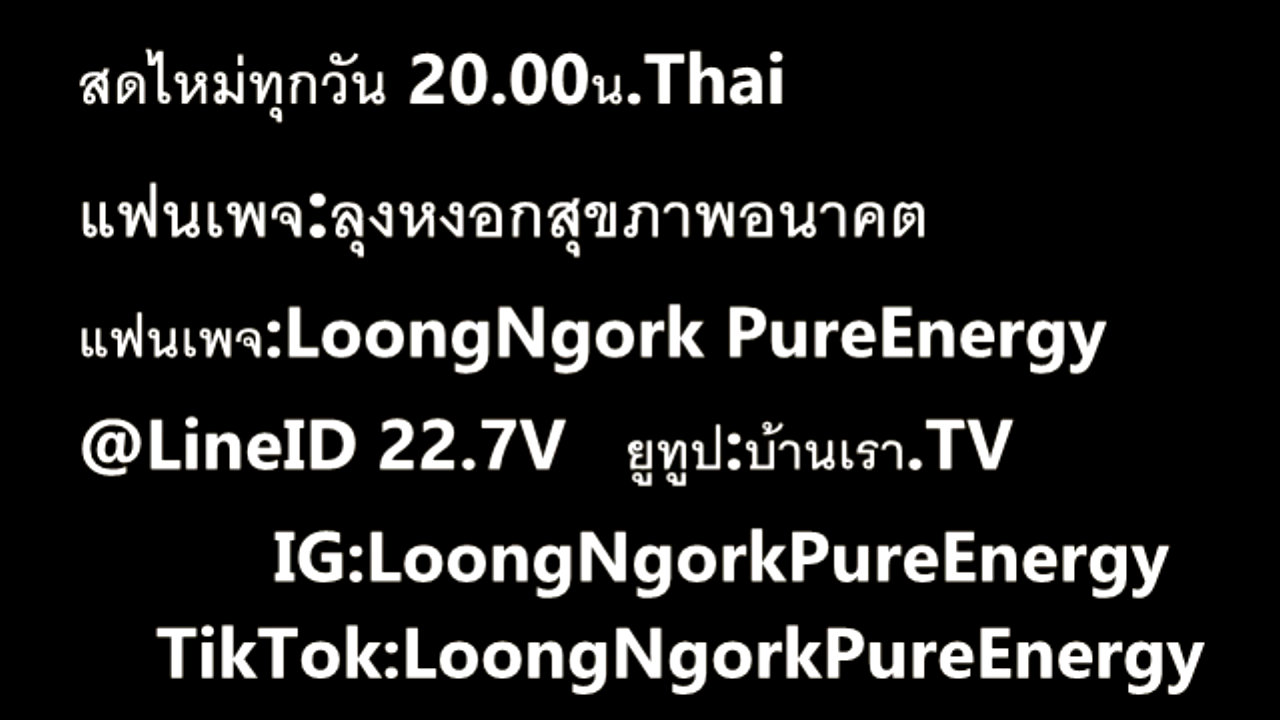 สดไหม่ทุกวัน 20.00น.Thai
แฟนเพจ:ลุงหงอกสุขภาพอนาคต
แฟนเพจ:LoongNgork PureEnergy
@LineID 22.7V ยูทูป:บ้านเรา.TV
IG:LoongNgorkPureEnergy
TikTok:LoongNgorkPureEnergy